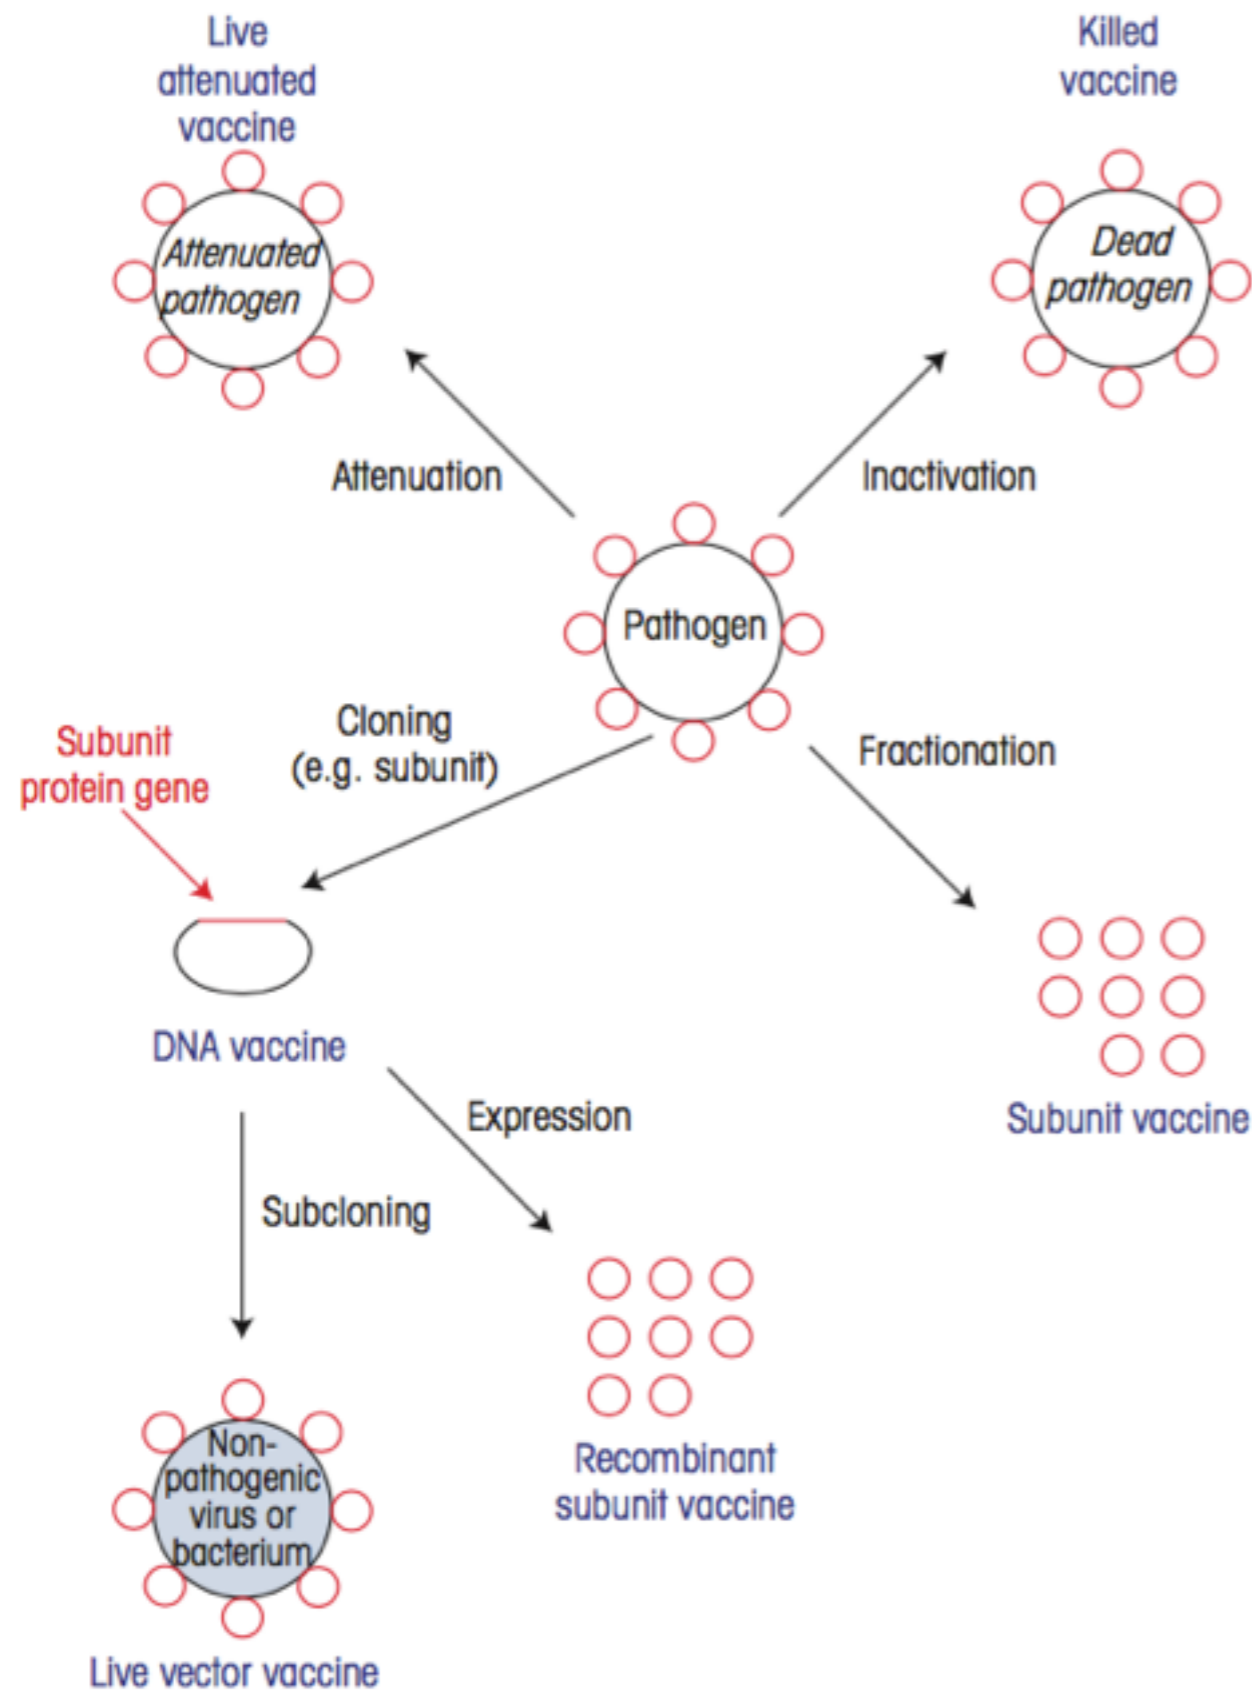 Live
attenuated
vaccine
Killed
vaccine
Attenuated
pathogen
Dead
pathogen
Attenuation
Inactivation
Pathogen
Cloning
(e.g. subunit)
Subunit
protein gene
Fractionation
DNA vaccine
Expression
Subunit vaccine
Subcloning
Non-
pathogenic
virus or
bacterium
Recombinant
subunit vaccine
Live vector vaccine